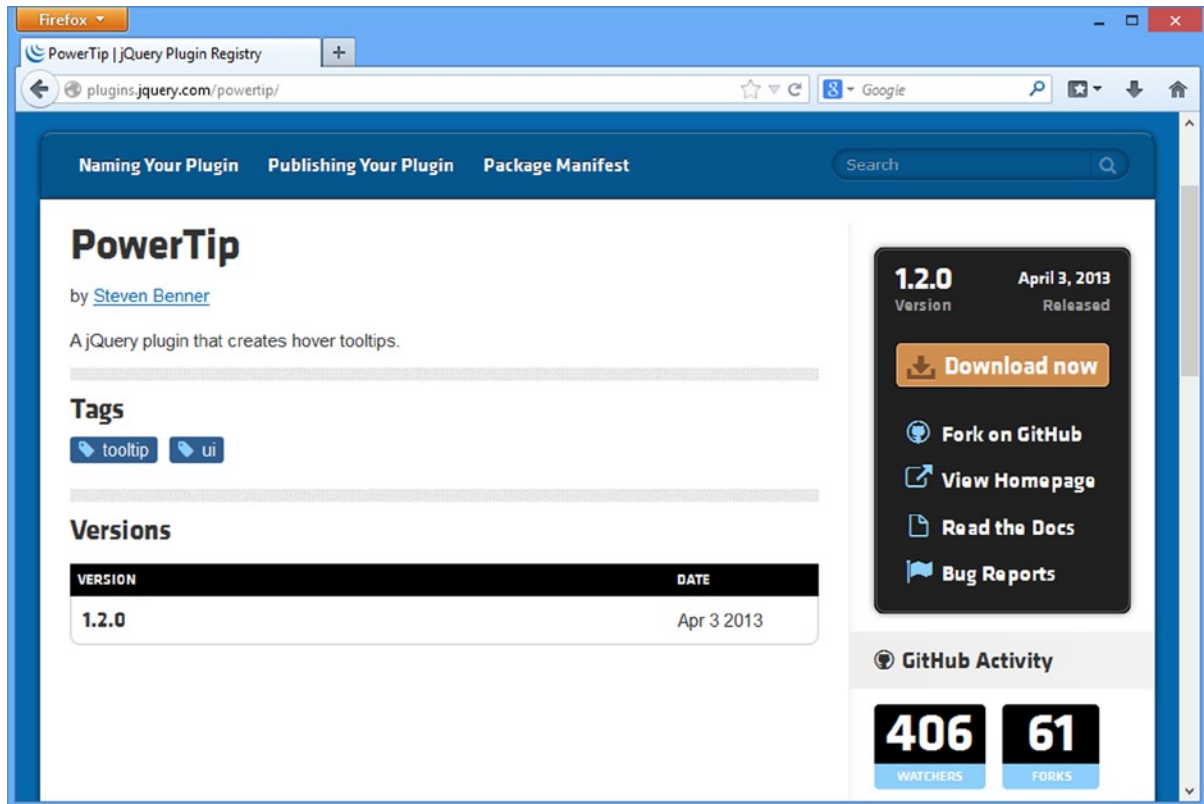 Firefox
PowerTip | jQuery Plugin Registry
plugins.jquery.com/powertip/
Google
Naming Your Plugin Publishing Your Plugin Package Manifest
Search
PowerTip
by Steven Benner
A jQuery plugin that creates hover tooltips.
Tags
tooltip ui
Versions
VERSION DATE
1.2.0 Apr 3 2013
1.2.0 April 3, 2013
Version Released
Download now
Fork on GitHub
View Homepage
Read the Docs
Bug Reports
GitHub Activity
406 61
WATCHERS FORKS